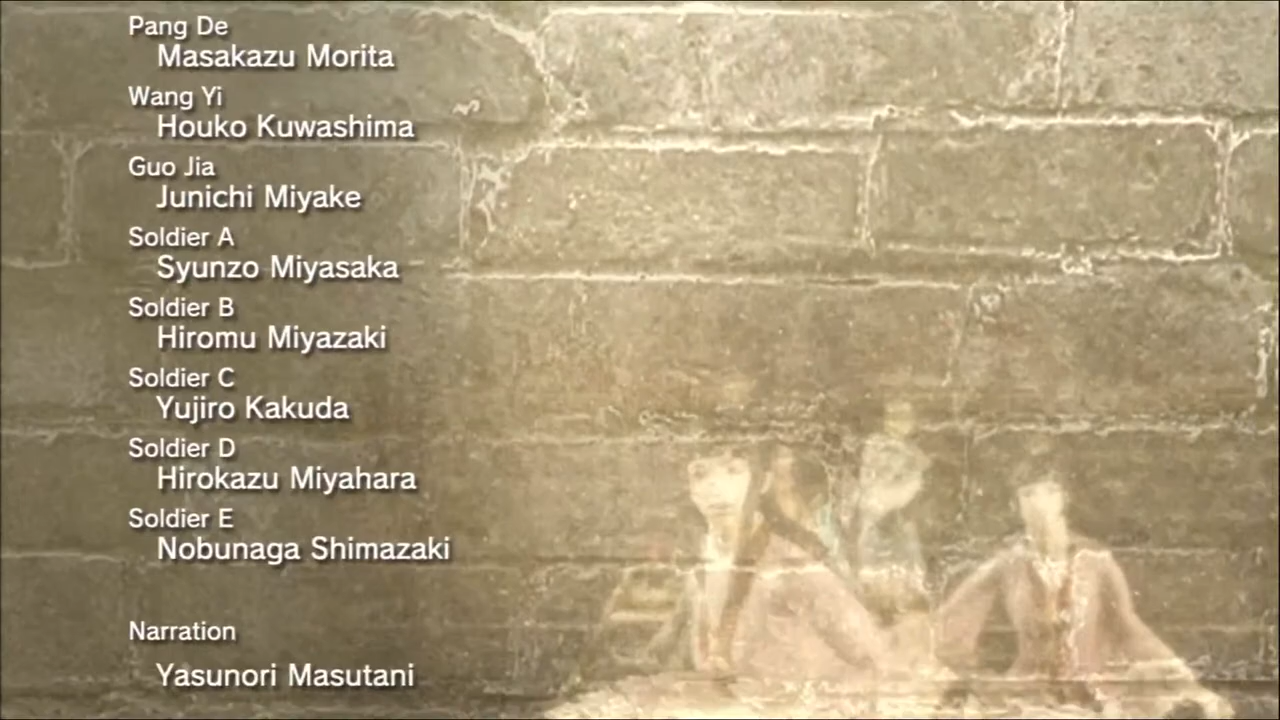 Pang De
Masakazu Morita
Wang Yi
Houko Kuwashima
Guo Jia
Junichi Miyake
Soldier A
Syunzo Miyasaka
Soldier B
Hiromu Miyazaki
Soldier C
Yujiro Kakuda
Soldier D
Hirokazu Miyahara
Soldier E
Nobunaga Shimazaki
Narration
Yasunori Masutani